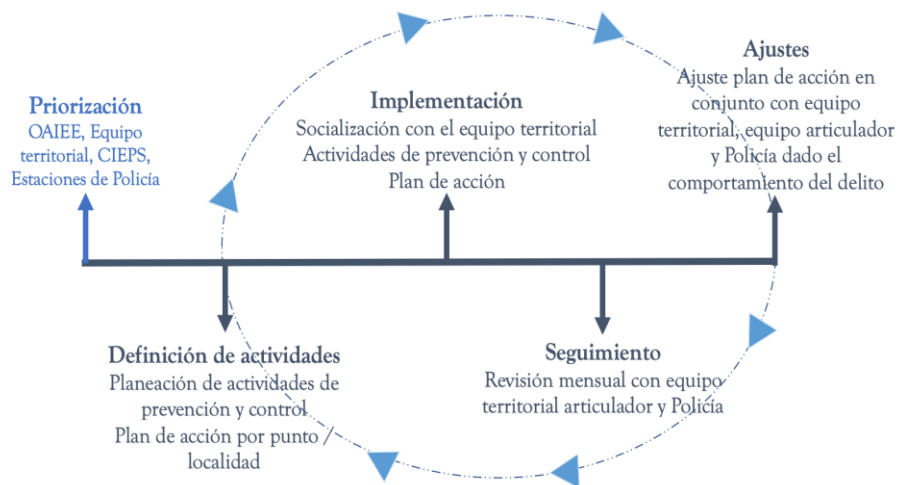 Priorización
OAIEE, Equipo
territorial, CIEPS,
Estaciones de Policía
Definición de actividades
Planeación de actividades de
prevención y control
Plan de acción por punto /
localidad
Implementación
Socialización con el equipo territorial
Actividades de prevención y control
Plan de acción
Seguimiento
Revisión mensual con equipo
territorial articulador y Policía
Ajustes
Ajuste plan de acción en
conjunto con equipo
territorial, equipo articulador
y Policía dado el
comportamiento del delito